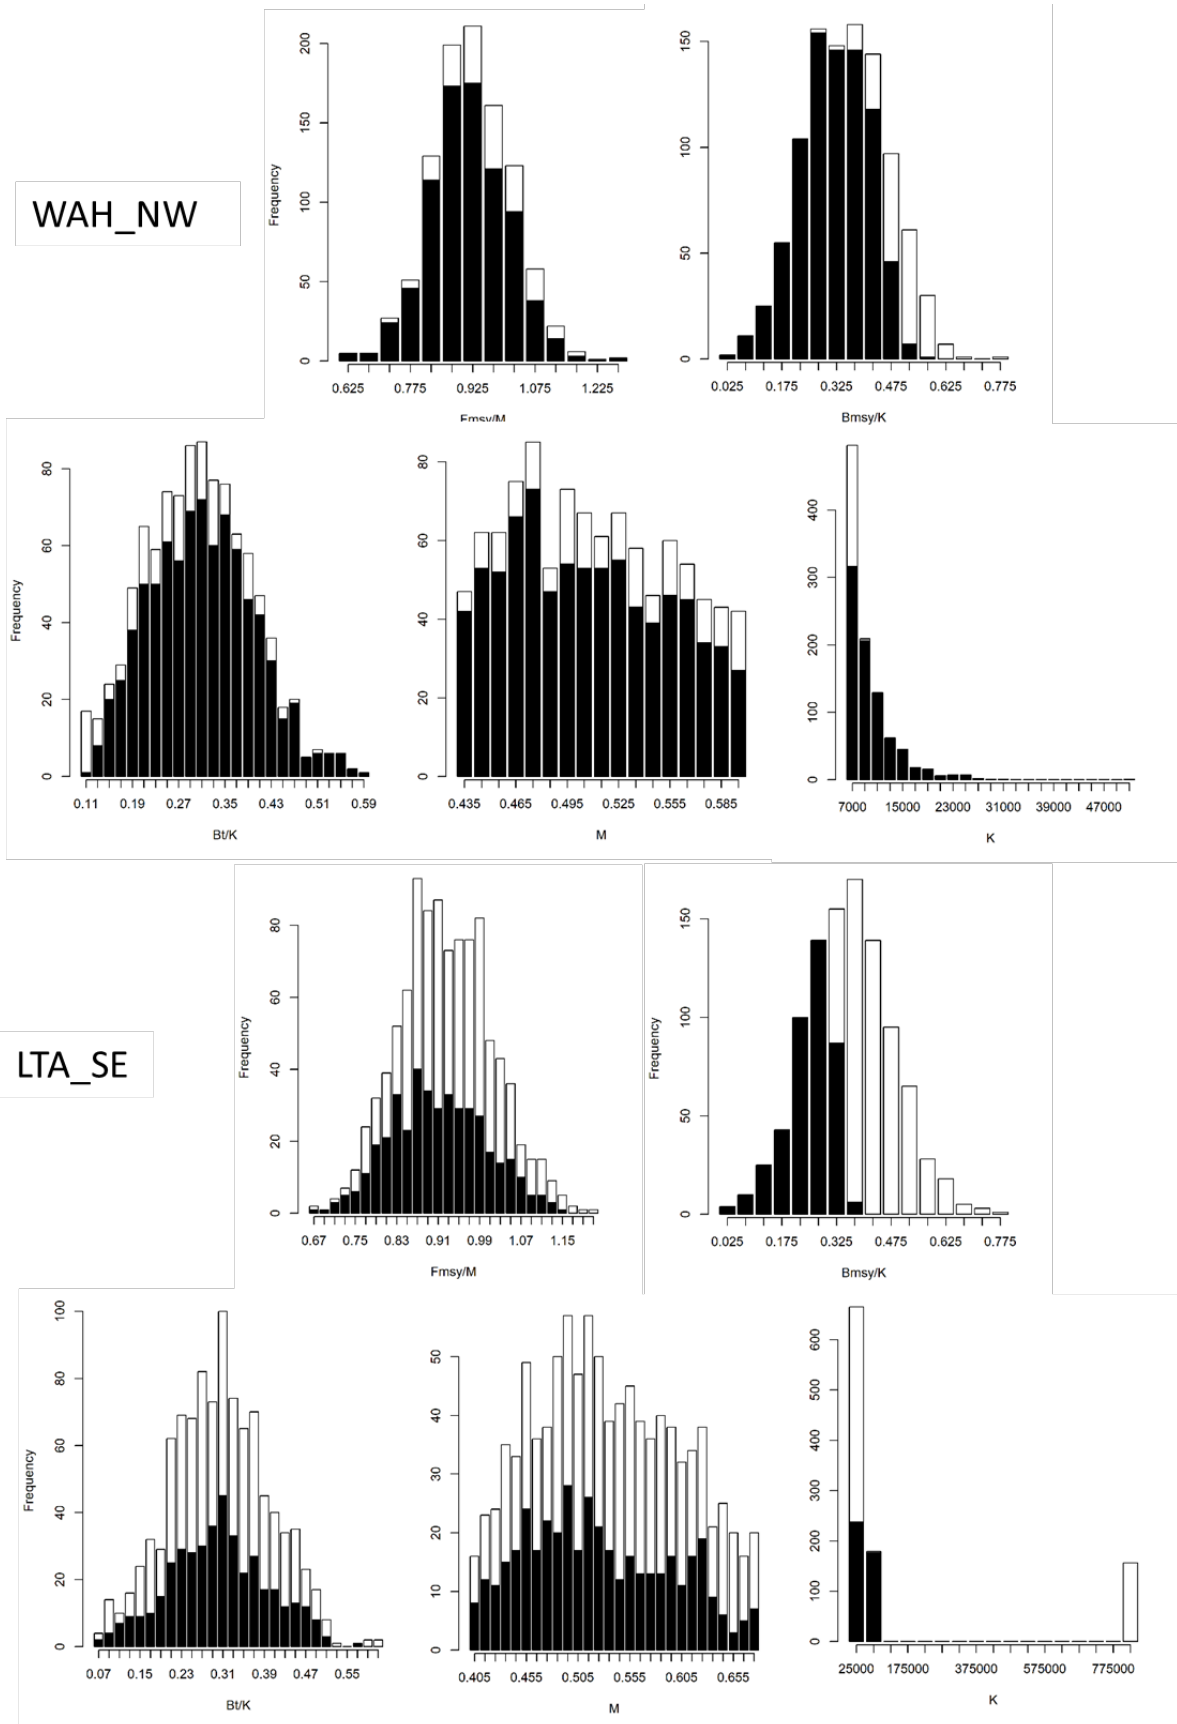 WAH_NW
Frequency
0 50 100 150 200
0.625 0.775 0.925 1.075 1.225
Fmsy/M
0 50 100 150
0.025 0.175 0.325 0.475 0.625 0.775
Bmsy/K
Frequency
0 20 40 60 80
0.11 0.19 0.27 0.35 0.43 0.51 0.59
Bt/K
0 20 40 60 80
0.435 0.465 0.495 0.525 0.555 0.585
M
0 100 200 300 400
7000 15000 23000 31000 39000 47000
K
LTA_SE
Frequency
0 20 40 60 80
0.67 0.75 0.83 0.91 0.99 1.07 1.15
Fmsy/M
Frequency
0 50 100 150
0.025 0.175 0.325 0.475 0.625 0.775
Bmsy/K
Frequency
0 20 40 60 80 100
0.07 0.15 0.23 0.31 0.39 0.47 0.55
Bt/K
0 10 20 30 40 50
0.405 0.455 0.505 0.555 0.605 0.655
M
0 100 200 300 400 500 600
25000 175000 375000 575000 775000
K